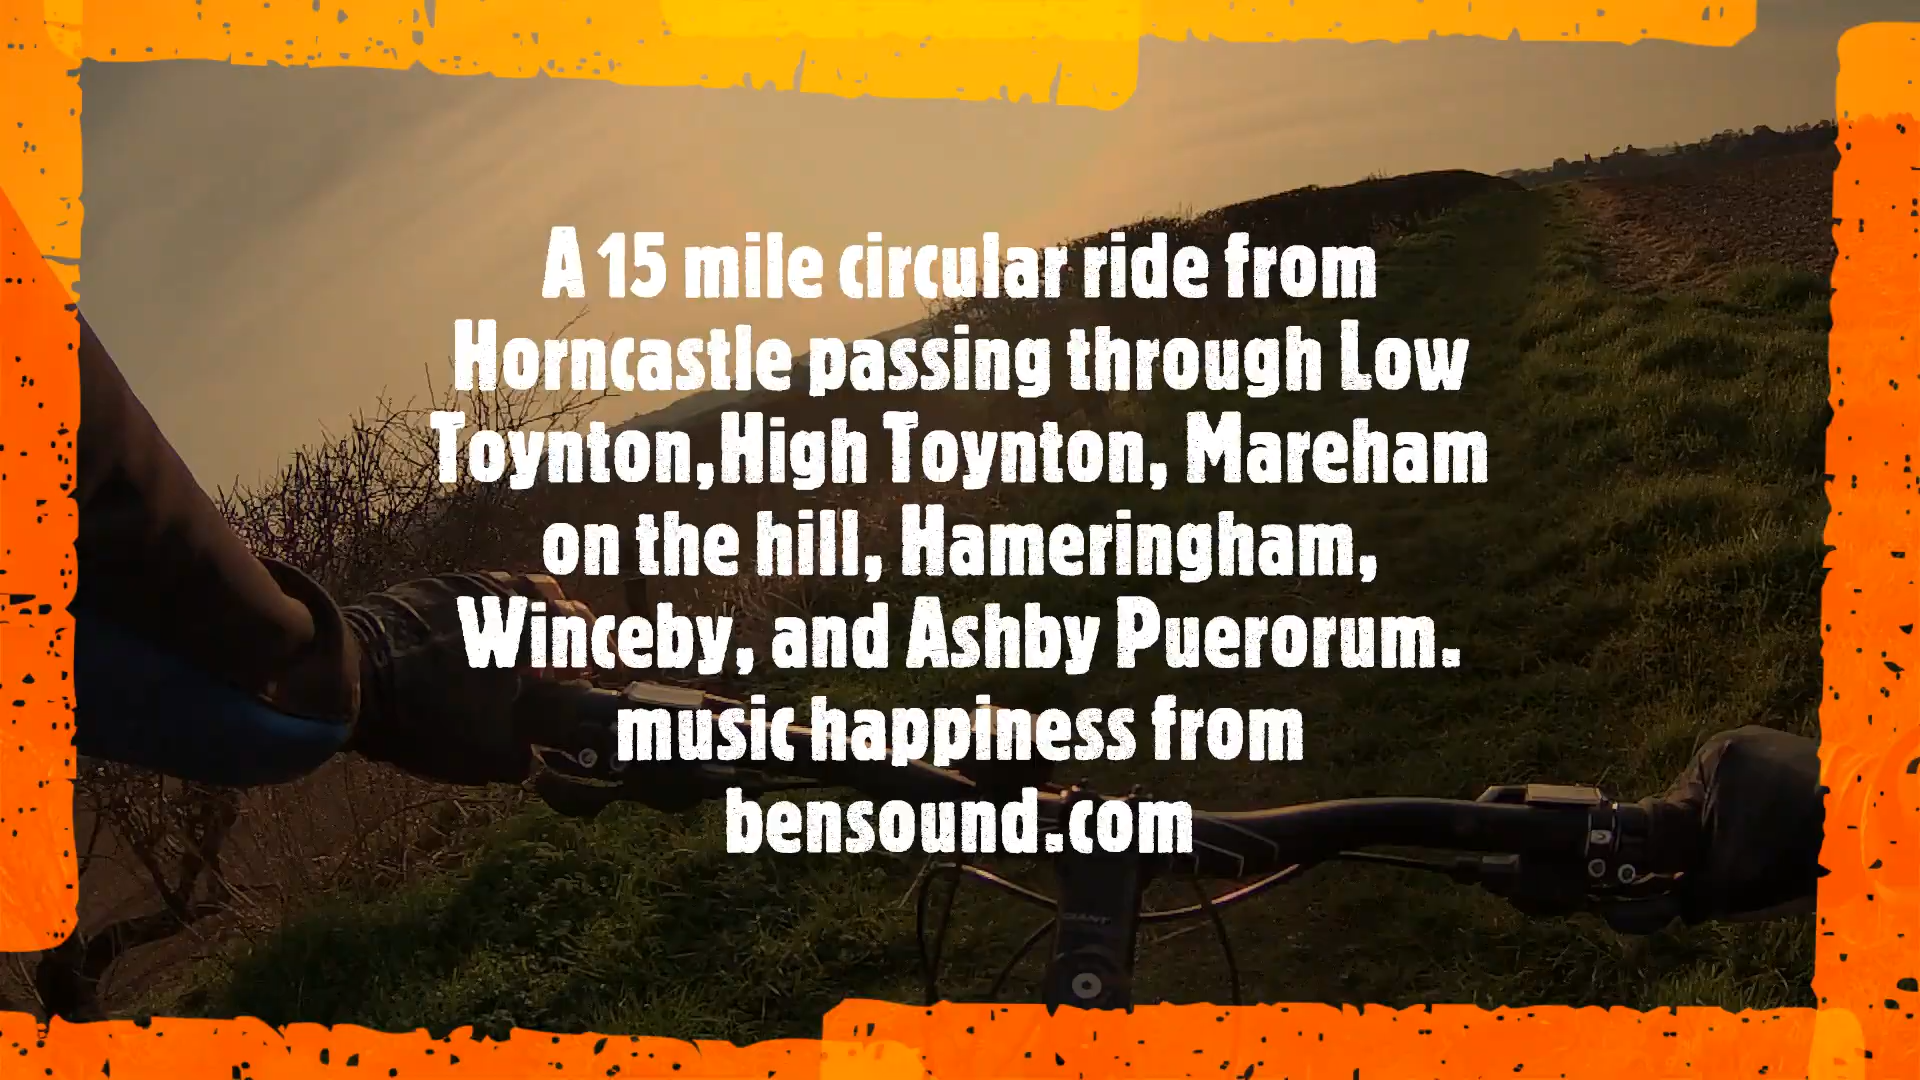 A 15 mile circular ride from
Horncastle passing through Low
Toynton,High Toynton, Mareham
on the hill, Hameringham,
Winceby, and Ashby Puerorum.
music happiness from
bensound.com
GIANT